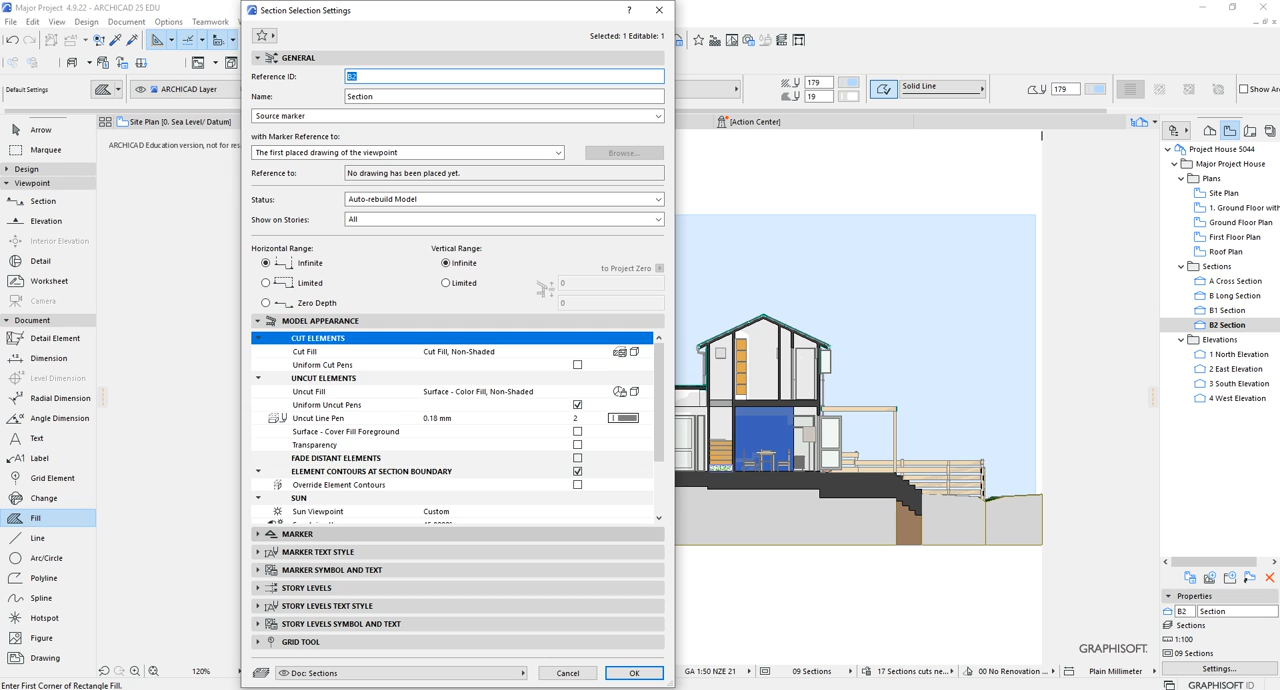 Major Project 4.9.22 - ARCHICAD 25 EDU
File Edit View Design Document Options Teamwork
Default Settings
ARCHICAD Layer
Site Plan [0. Sea Level/ Datum]
ARCHICAD Education version, not for res
Arrow
Marquee
Design
Viewpoint
Section
Elevation
Interior Elevation
Detail
Worksheet
Camera
Document
Detail Element
Dimension
Level Dimension
Radial Dimension
Angle Dimension
Text
Label
Grid Element
Change
Fill
Line
Arc/Circle
Polyline
Spline
Hotspot
Figure
Drawing
Enter First Corner of Rectangle Fill.
120%
Section Selection Settings
? ×
Selected: 1 Editable: 1
GENERAL
Reference ID: B2
Name: Section
Source marker
with Marker Reference to:
The first placed drawing of the viewpoint
Browse...
Reference to: No drawing has been placed yet.
Status: Auto-rebuild Model
Show on Stories: All
Horizontal Range: Vertical Range:
Infinite Infinite
to Project Zero
Limited Limited 0
Zero Depth 0
MODEL APPEARANCE
CUT ELEMENTS
Cut Fill Cut Fill, Non-Shaded
Uniform Cut Pens
UNCUT ELEMENTS
Uncut Fill Surface - Color Fill, Non-Shaded
Uniform Uncut Pens
Uncut Line Pen 0.18 mm 2
Surface - Cover Fill Foreground
Transparency
FADE DISTANT ELEMENTS
ELEMENT CONTOURS AT SECTION BOUNDARY
Override Element Contours
SUN
Sun Viewpoint Custom
MARKER
MARKER TEXT STYLE
MARKER SYMBOL AND TEXT
STORY LEVELS
STORY LEVELS TEXT STYLE
STORY LEVELS SYMBOL AND TEXT
GRID TOOL
Doc: Sections
Cancel OK
179
19
Solid Line
179
Show Ar
[Action Center]
Project House 5044
Major Project House
Plans
Site Plan
1. Ground Floor with
Ground Floor Plan
First Floor Plan
Roof Plan
Sections
A Cross Section
B Long Section
B1 Section
B2 Section
Elevations
1 North Elevation
2 East Elevation
3 South Elevation
4 West Elevation
Properties
B2 Section
Sections
1:100
09 Sections
Settings...
GRAPHISOFT.
GA 1:50 NZE 21 09 Sections 17 Sections cuts ne... 00 No Renovation ... Plain Millimeter
GRAPHISOFT ID